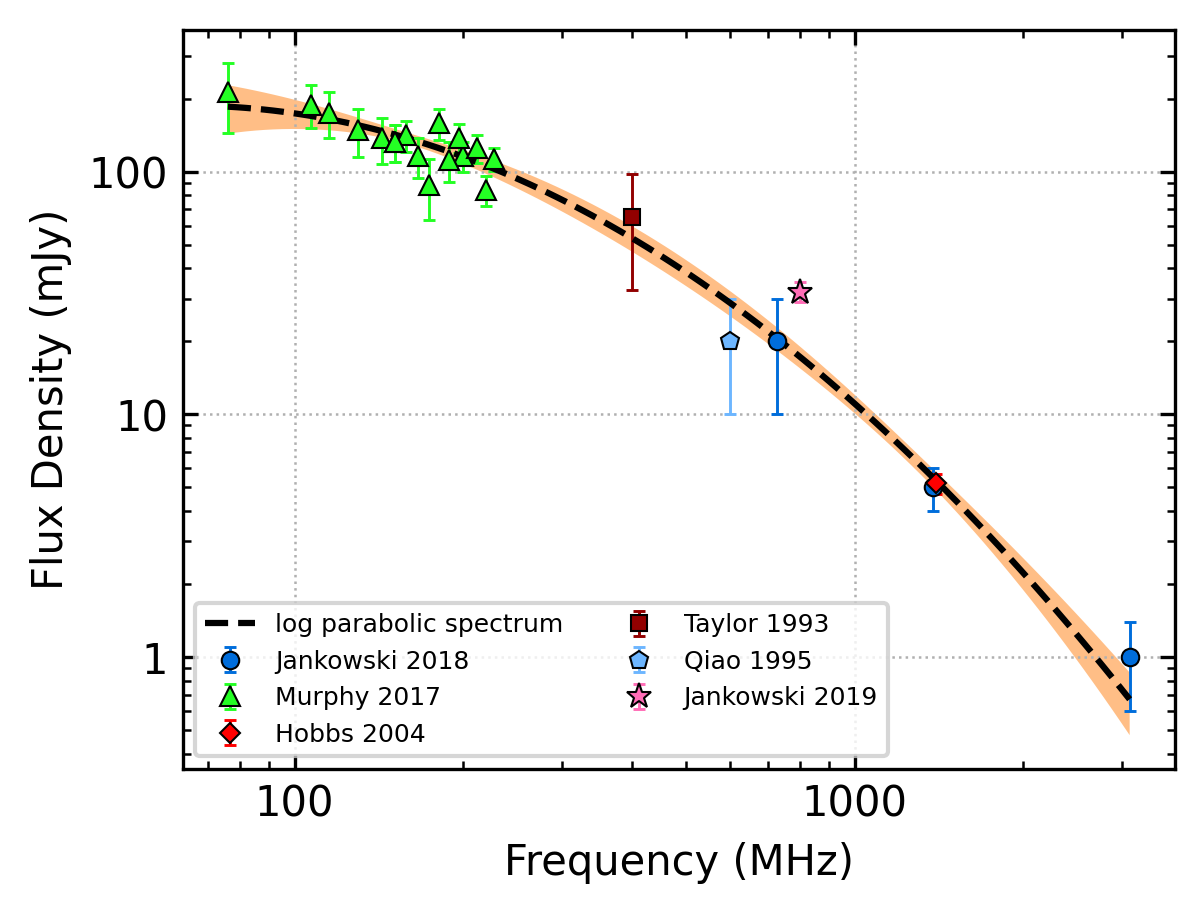 100
10
1
Flux Density (mJy)
log parabolic spectrum
Jankowski 2018
Murphy 2017
Hobbs 2004
Taylor 1993
Qiao 1995
Jankowski 2019
100
1000
Frequency (MHz)